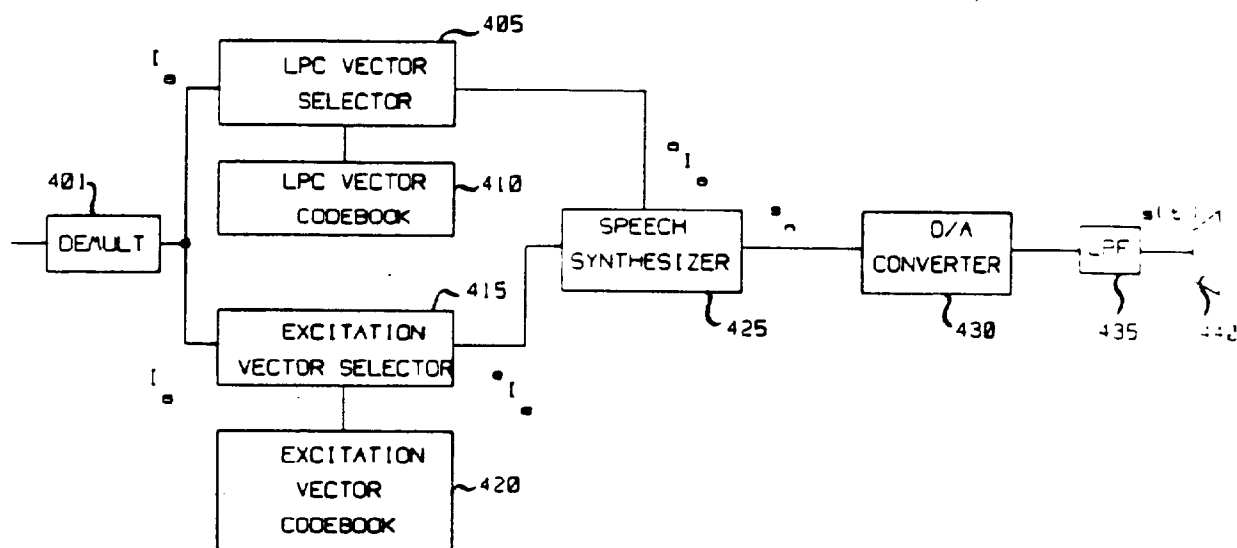 405
LPC VECTOR
SELECTOR
401
DEMULT
LPC VECTOR
CODEBOOK
410
SPEECH
SYNTHESIZER
425
D/A
CONVERTER
430
LPF
435
415
EXCITATION
VECTOR SELECTOR
EXCITATION
VECTOR
CODEBOOK
420